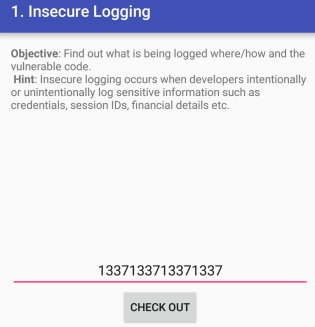 1. Insecure Logging
Objective: Find out what is being logged where/how and the
vulnerable code.
Hint: Insecure logging occurs when developers intentionally
or unintentionally log sensitive information such as
credentials, session IDs, financial details etc.
1337133713371337
CHECK OUT